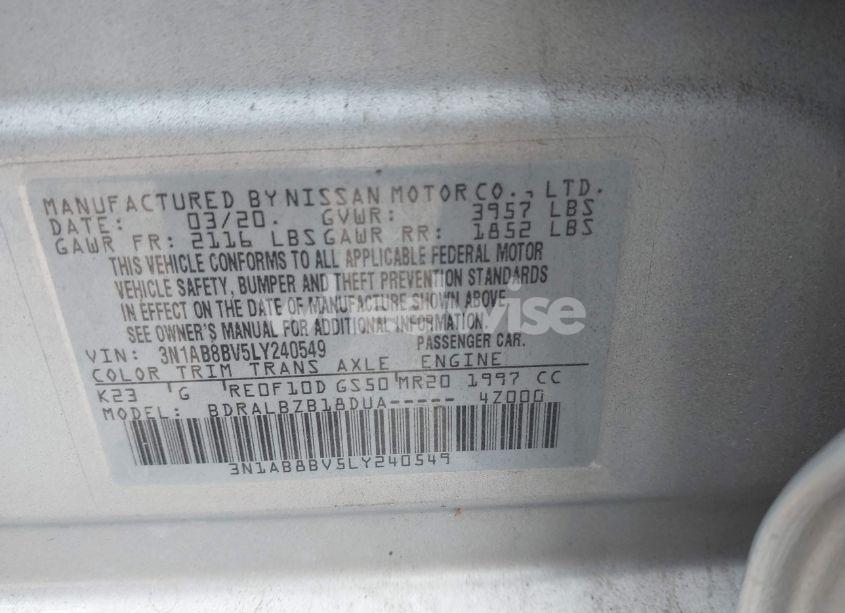 MANUFACTURED BY NISSAN MOTOR CO., LTD.
DATE: 03/20. GVWR: 3957 LBS
GAWR FR: 2116 LBS GAWR RR: 1852 LBS
THIS VEHICLE CONFORMS TO ALL APPLICABLE FEDERAL MOTOR
VEHICLE SAFETY, BUMPER AND THEFT PREVENTION STANDARDS
IN EFFECT ON THE DATE OF MANUFACTURE SHOWN ABOVE.
SEE OWNER'S MANUAL FOR ADDITIONAL INFORMATION.
VIN: 3N1AB8BV5LY240549 PASSENGER CAR.
COLOR TRIM TRANS AXLE ENGINE
K23 G RE0F10D GS50 MR20 1997 CC
MODEL: BDRALBZB18DUA----- 4Z000
3N1AB8BV5LY240549